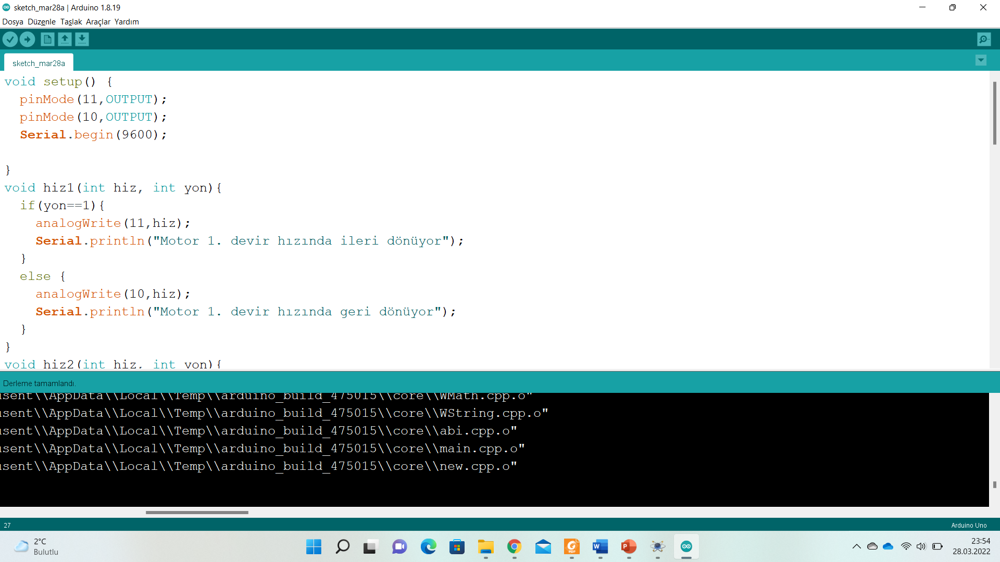 sketch_mar28a | Arduino 1.8.19
Dosya Düzenle Taslak Araçlar Yardım
sketch_mar28a
void setup() {
  pinMode(11,OUTPUT);
  pinMode(10,OUTPUT);
  Serial.begin(9600);
}
void hiz1(int hiz, int yon){
  if(yon==1){
    analogWrite(11,hiz);
    Serial.println("Motor 1. devir hızında ileri dönüyor");
  }
  else {
    analogWrite(10,hiz);
    Serial.println("Motor 1. devir hızında geri dönüyor");
  }
}
void hiz2(int hiz, int yon){
Derleme tamamlandı.
sent\\AppData\\Local\\Temp\\arduino_build_475015\\core\\WMath.cpp.o"
sent\\AppData\\Local\\Temp\\arduino_build_475015\\core\\WString.cpp.o"
sent\\AppData\\Local\\Temp\\arduino_build_475015\\core\\abi.cpp.o"
sent\\AppData\\Local\\Temp\\arduino_build_475015\\core\\main.cpp.o"
sent\\AppData\\Local\\Temp\\arduino_build_475015\\core\\new.cpp.o"
27
Arduino Uno
2°C
Bulutlu
23:54
28.03.2022